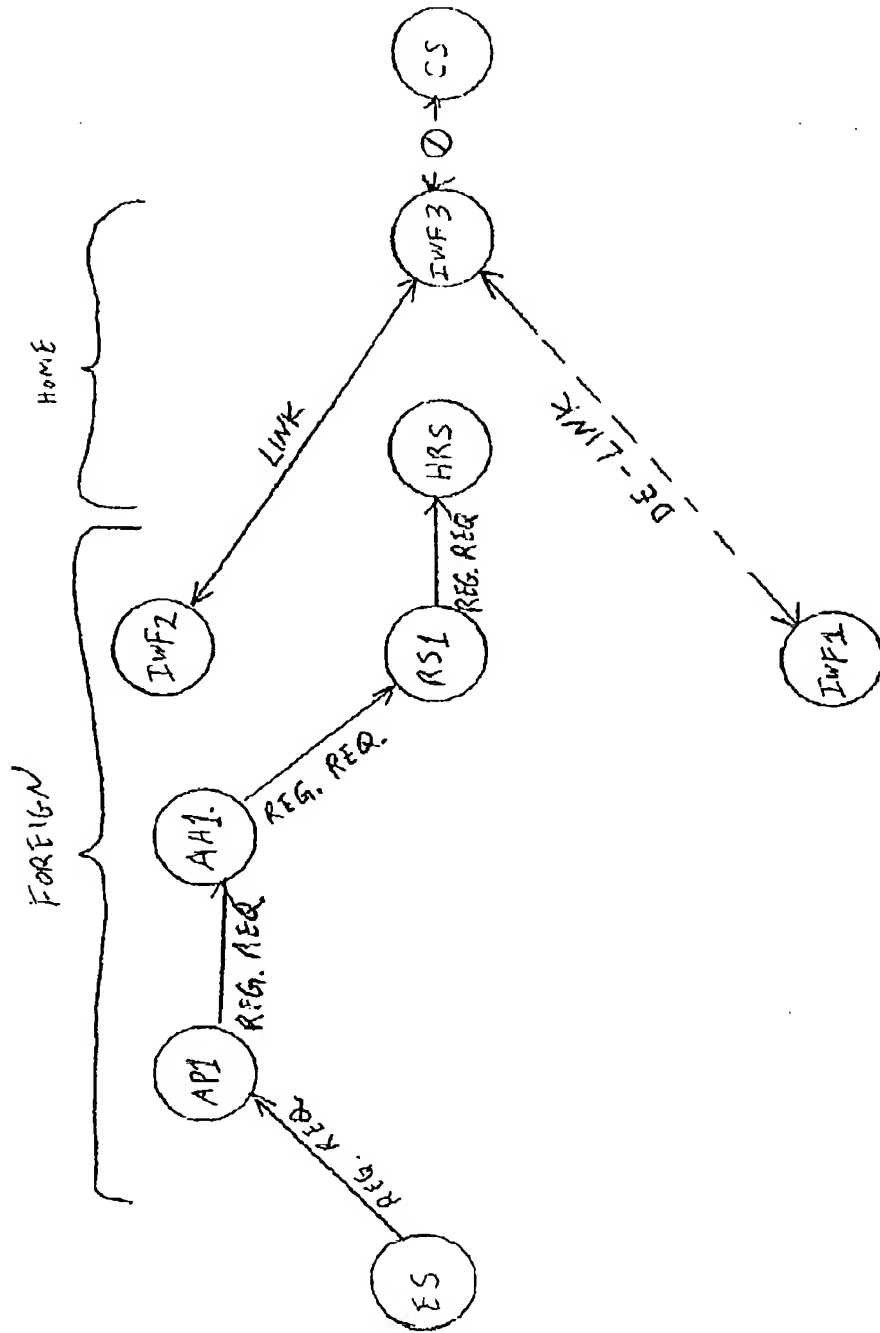 FOREIGN
HOME
IWF2
LINK
AP1
REG. REQ.
AH1.
REG. REQ.
ES
REG. REQ
RS1
REG. REQ
HRS
IWF3
Ø
CS
DE-LINK
IWF1